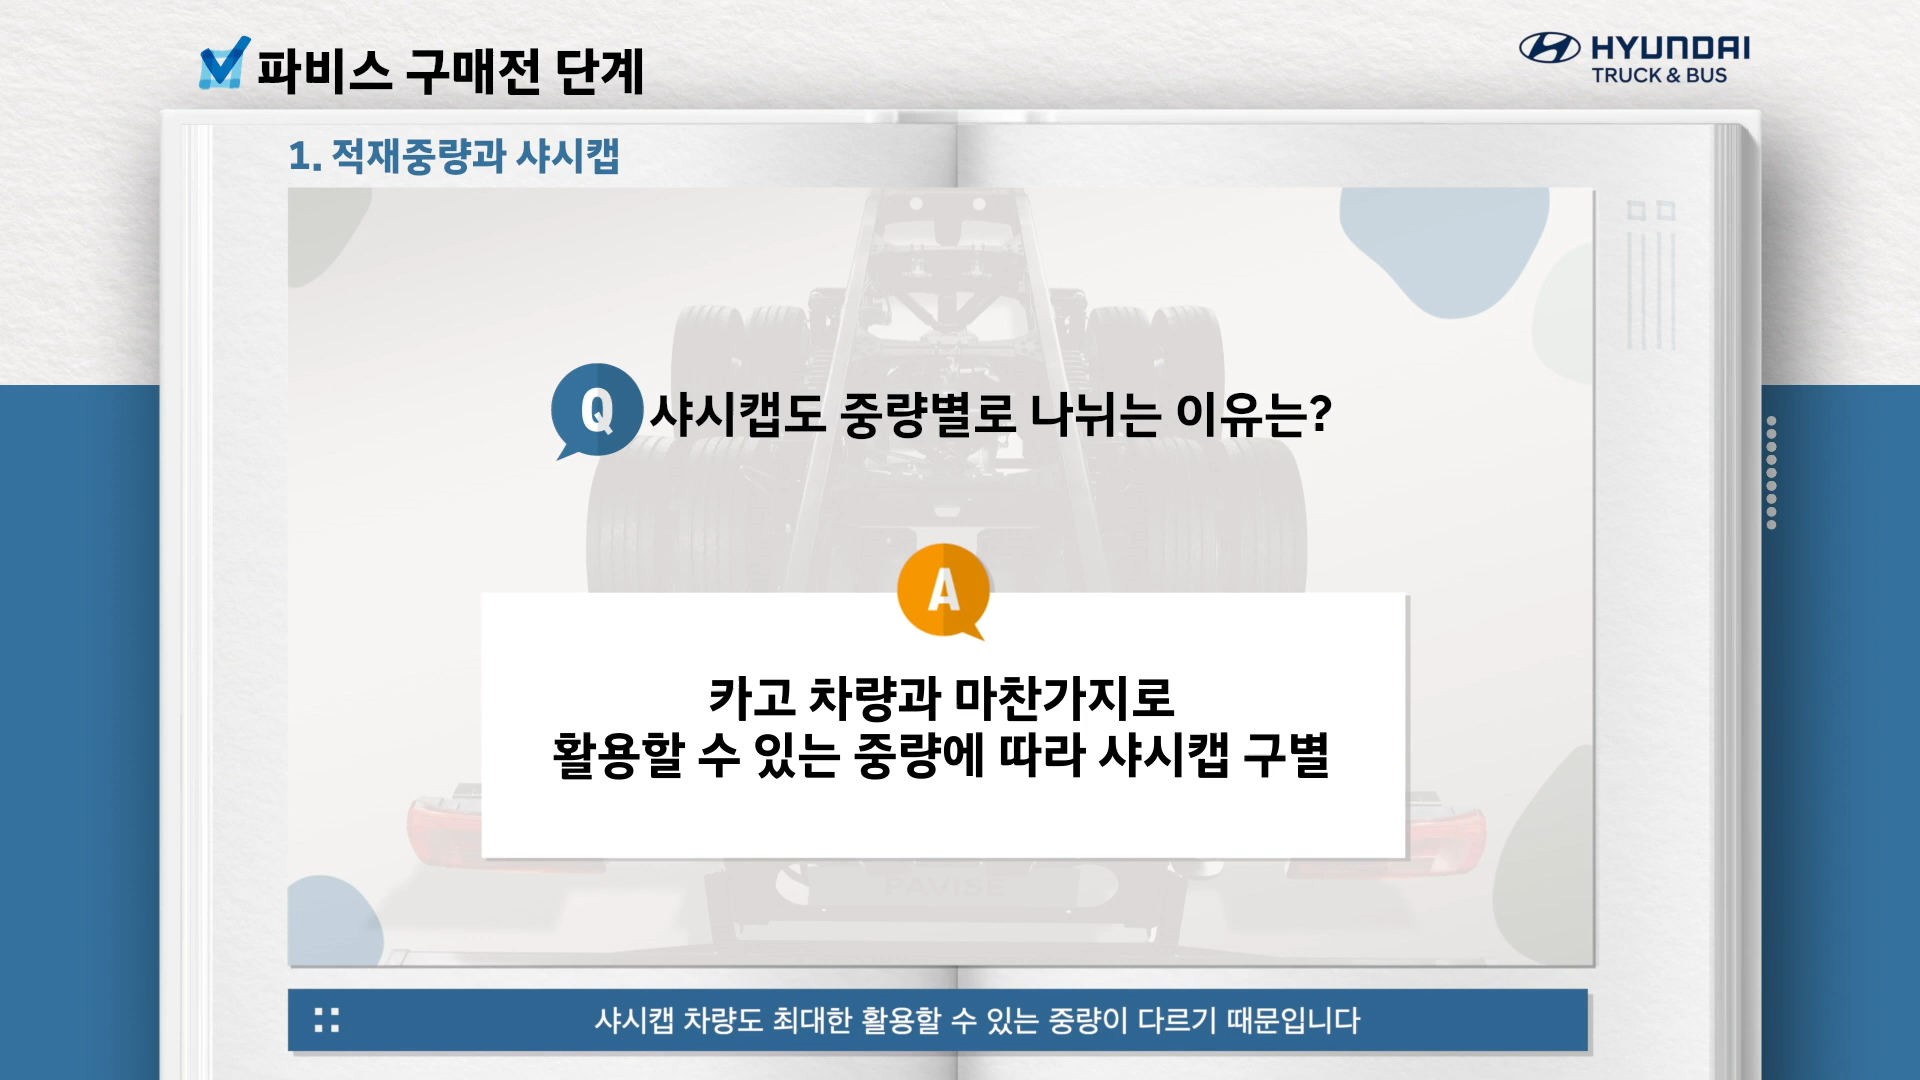 파비스 구매전 단계
HYUNDAI
TRUCK & BUS
1. 적재중량과 샤시캡
Q 샤시캡도 중량별로 나뉘는 이유는?
A
카고 차량과 마찬가지로
활용할 수 있는 중량에 따라 샤시캡 구별
PAVISE
샤시캡 차량도 최대한 활용할 수 있는 중량이 다르기 때문입니다